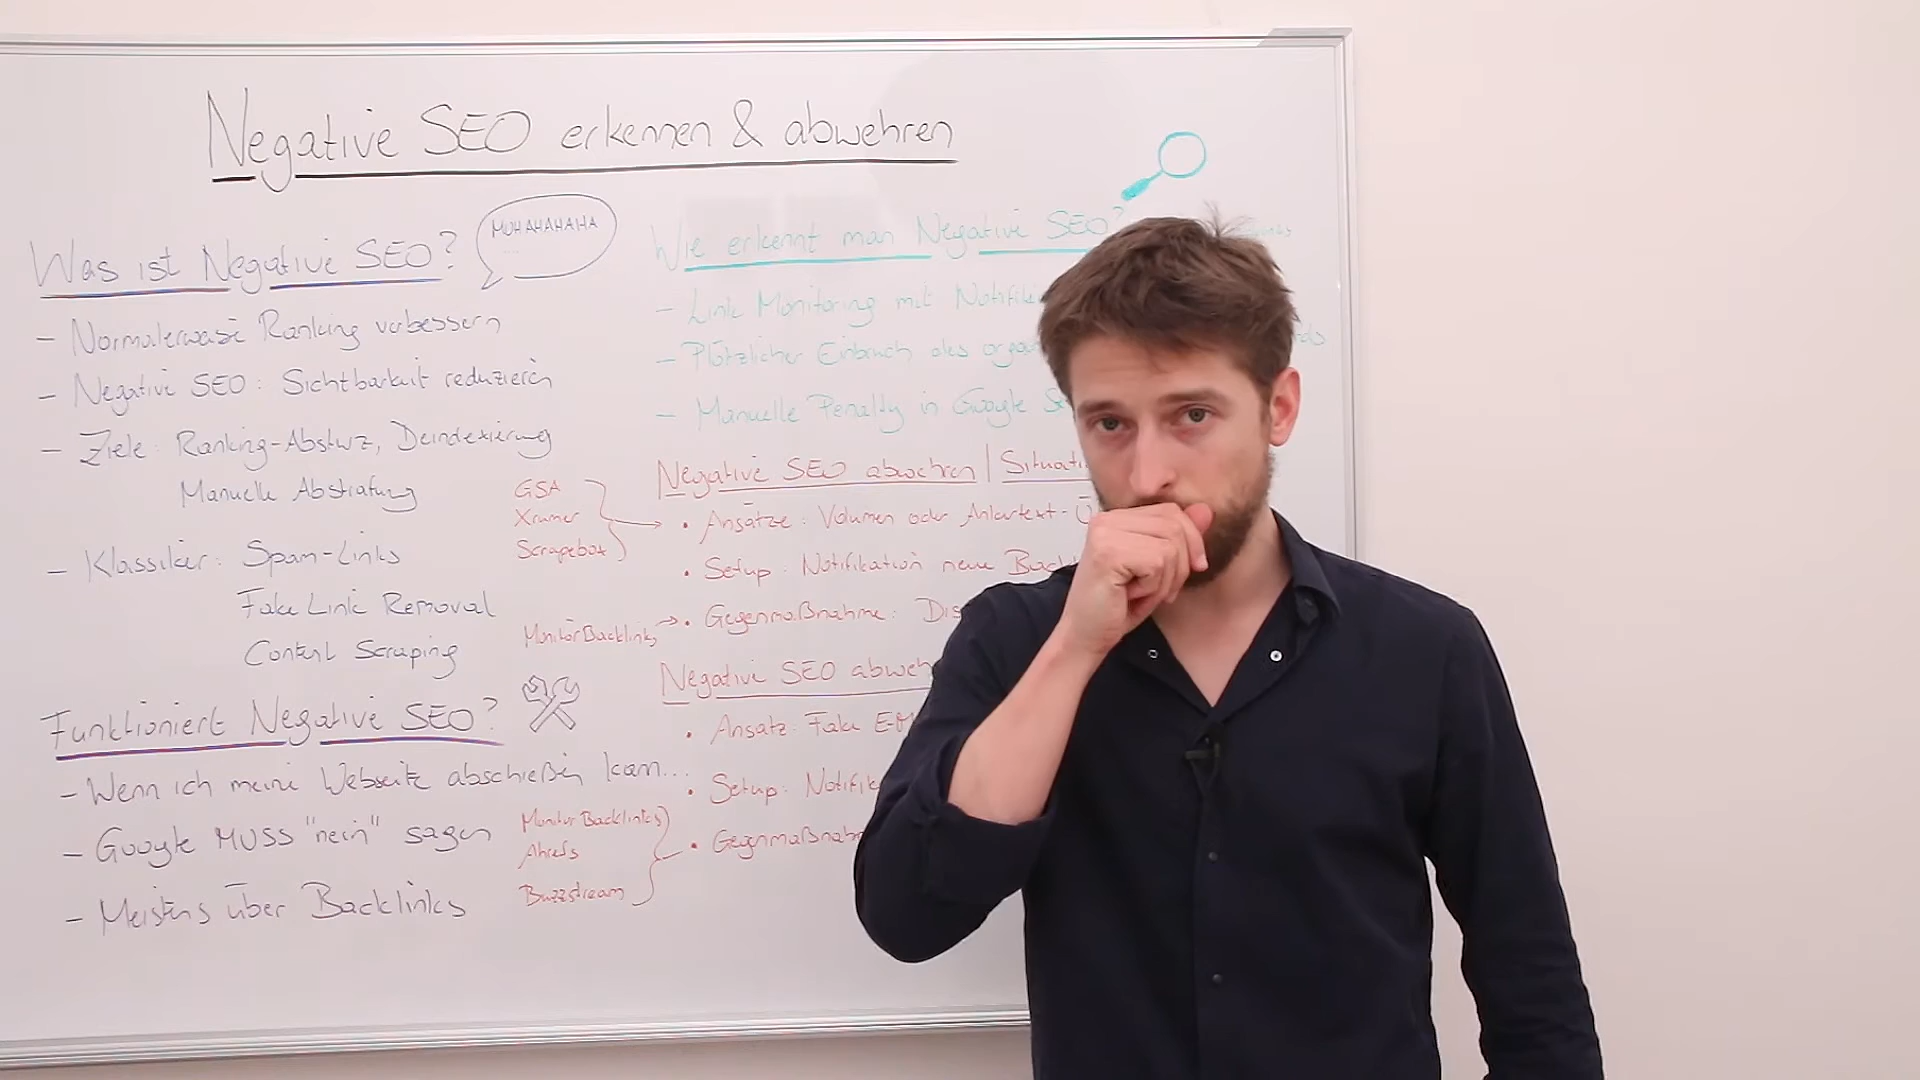 Negative SEO erkennen & abwehren
Was ist Negative SEO?
MUHAHAHAHA
...
- Normalerweise Ranking verbessern
- Negative SEO: Sichtbarkeit reduzieren
- Ziele: Ranking-Absturz, Deindexierung
Manuelle Abstrafung
- Klassiker: Spam-Links
Fake Link Removal
Content Scraping
Funktioniert Negative SEO?
- Wenn ich meine Webseite abschießen kann...
- Google MUSS "nein" sagen
- Meistens über Backlinks
Wie erkennt man Negative SEO?
- Link Monitoring mit
- Plötzlicher Einbruch des
- Manuelle Penalty in Google
Negative SEO abwehren |
GSA
Xrumer
Scrapebox
• Ansätze: Volumen oder Ankertext-Ü
• Setup: Notifikation neue
MonitorBacklinks
• Gegenmaßnahme:
Negative SEO
• Ansatz: Fake
• Setup:
Monitor Backlinks
Ahrefs
Buzzstream
•